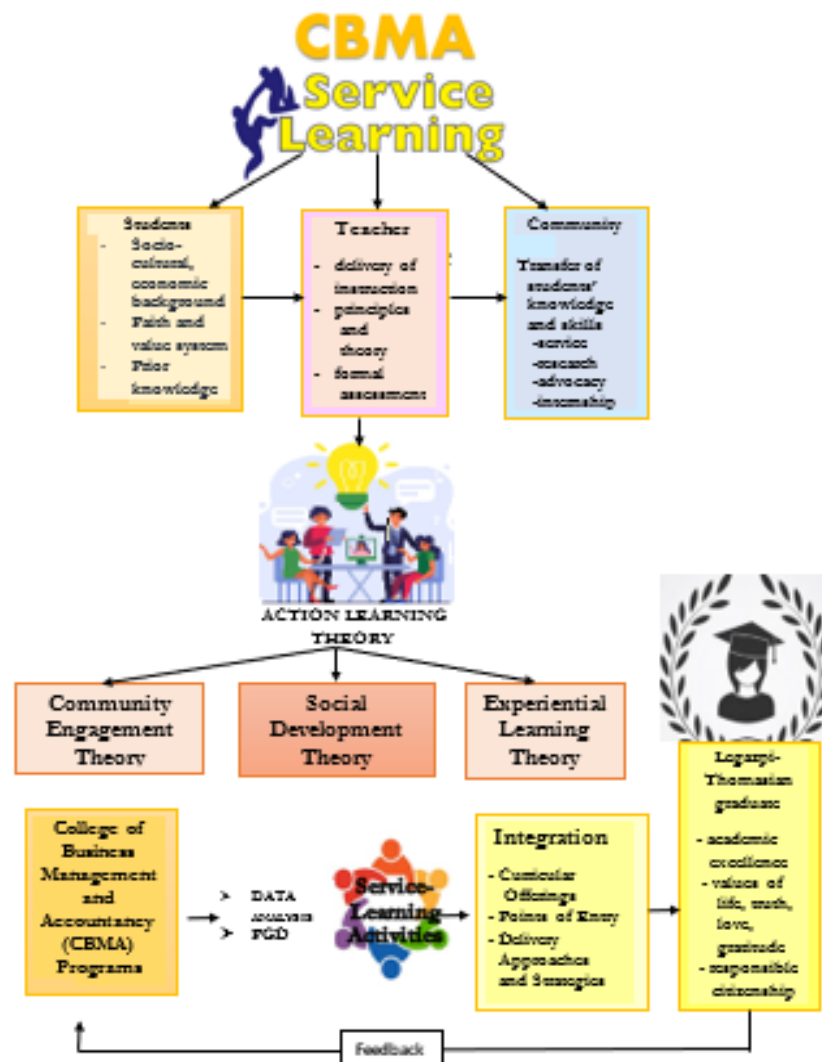 CBMA
Service
Learning
Students
- Socio-
cultural,
economic
background
- Faith and
value system
- Prior
knowledge
Teacher
- delivery of
instruction
- principles
and
theory
- formal
assessment
Community
Transfer of
students'
knowledge
and skills
-service
-research
-advocacy
-internship
ACTION LEARNING
THEORY
Community
Engagement
Theory
Social
Development
Theory
Experiential
Learning
Theory
College of
Business
Management
and
Accountancy
(CBMA)
Programs
➢ DATA
ANALYSIS
➢ FGD
Service-
Learning
Activities
Integration
- Curricular
Offerings
- Points of Entry
- Delivery
Approaches
and Strategies
Legazpi-
Thomasian
graduate
- academic
excellence
- values of
life, truth,
love,
gratitude
- responsible
citizenship
Feedback